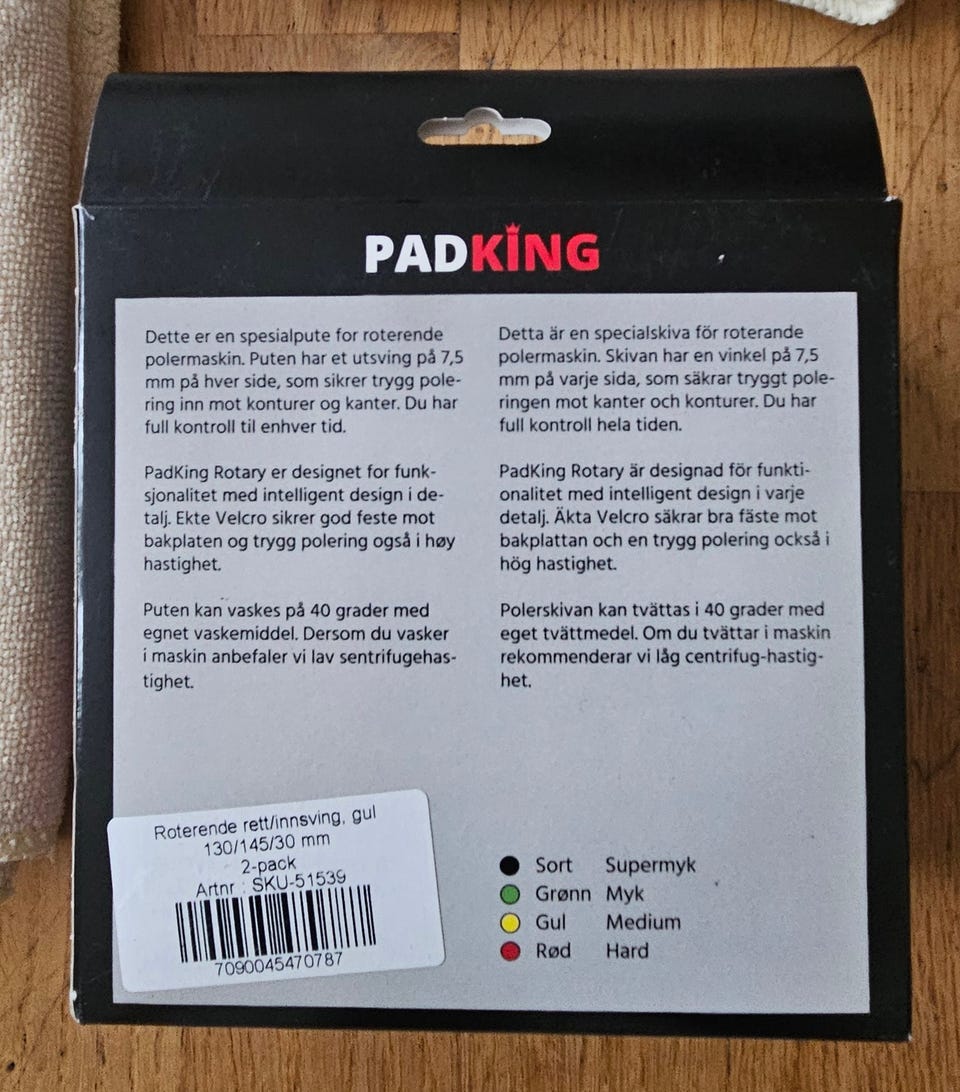 PADKING
Dette er en spesialpute for roterende
polermaskin. Puten har et utsving på 7,5
mm på hver side, som sikrer trygg pole-
ring inn mot konturer og kanter. Du har
full kontroll til enhver tid.
PadKing Rotary er designet for funk-
sjonalitet med intelligent design i de-
talj. Ekte Velcro sikrer god feste mot
bakplaten og trygg polering også i høy
hastighet.
Puten kan vaskes på 40 grader med
egnet vaskemiddel. Dersom du vasker
i maskin anbefaler vi lav sentrifugehas-
tighet.
Detta är en specialskiva för roterande
polermaskin. Skivan har en vinkel på 7,5
mm på varje sida, som säkrar tryggt pole-
ringen mot kanter och konturer. Du har
full kontroll hela tiden.
PadKing Rotary är designad för funkti-
onalitet med intelligent design i varje
detalj. Äkta Velcro säkrar bra fäste mot
bakplattan och en trygg polering också i
hög hastighet.
Polerskivan kan tvättas i 40 grader med
eget tvättmedel. Om du tvättar i maskin
rekommenderar vi låg centrifug-hastig-
het.
Roterende rett/innsving, gul
130/145/30 mm
2-pack
Artnr : SKU-51539
7090045470787
Sort Supermyk
Grønn Myk
Gul Medium
Rød Hard